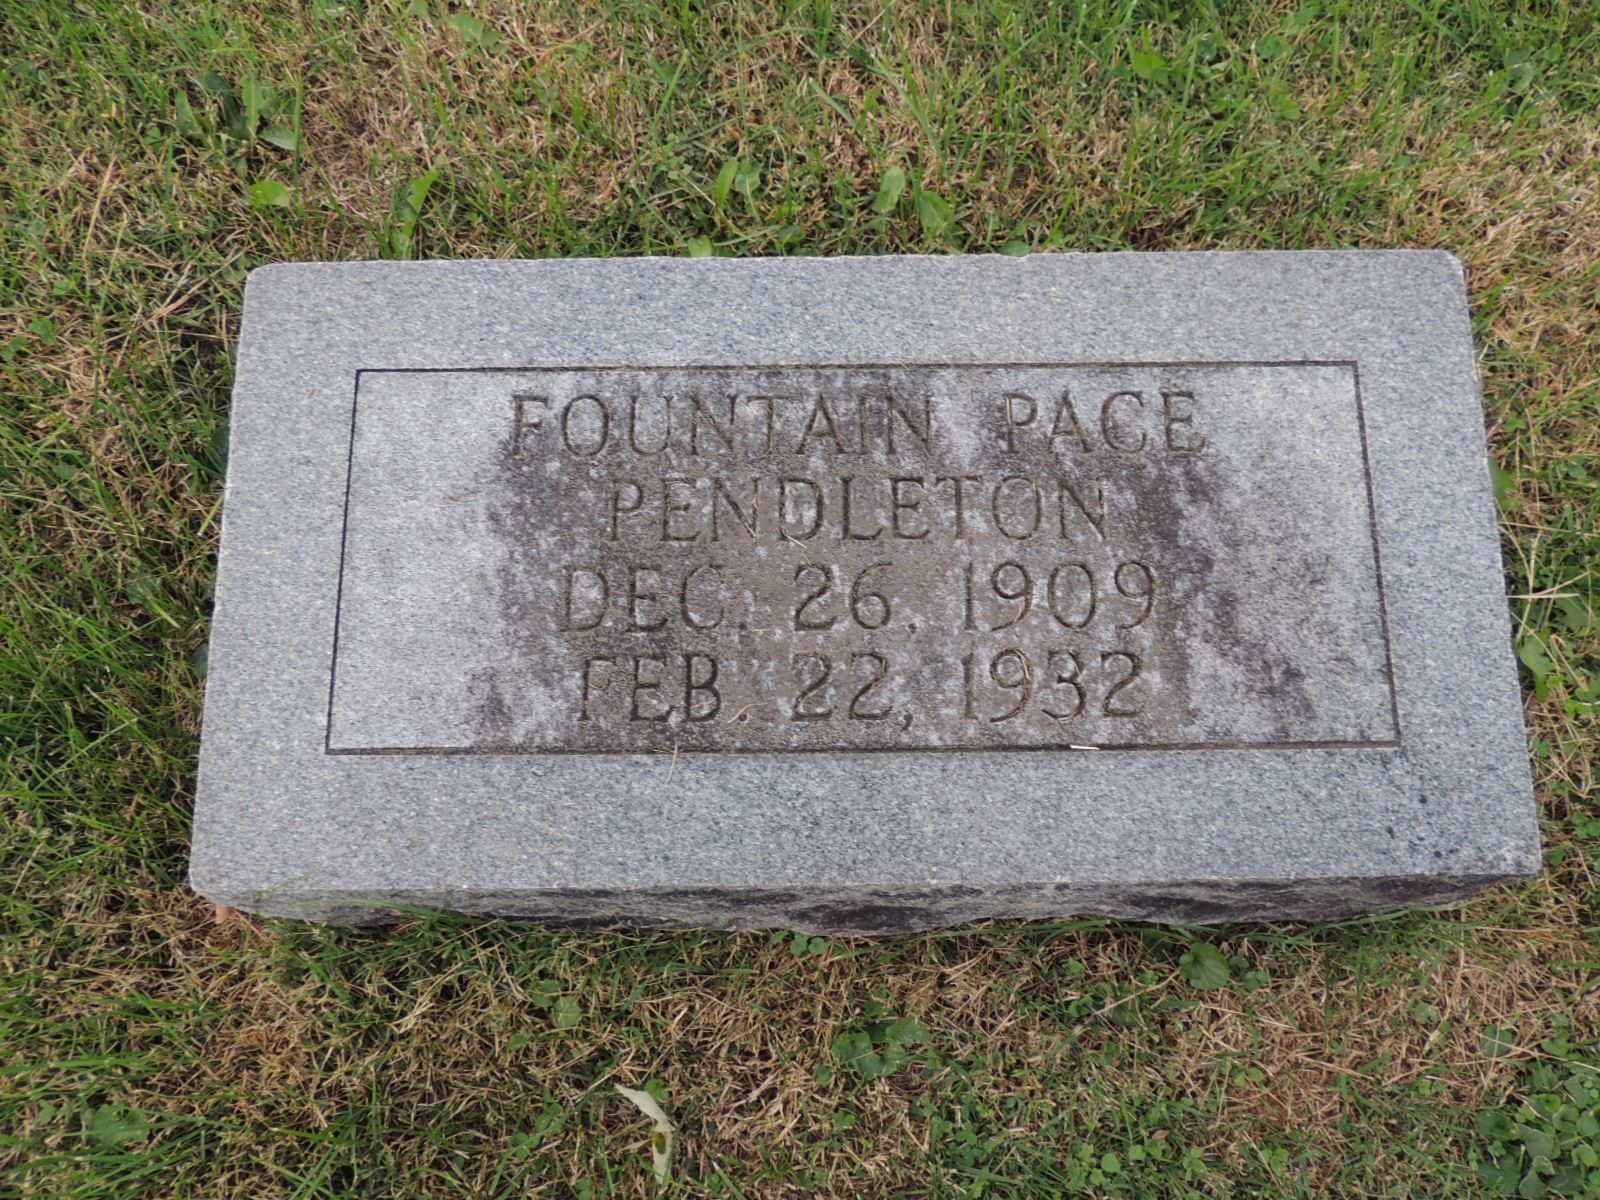 FOUNTAIN PACE
PENDLETON
DEC. 26, 1909
FEB. 22, 1932